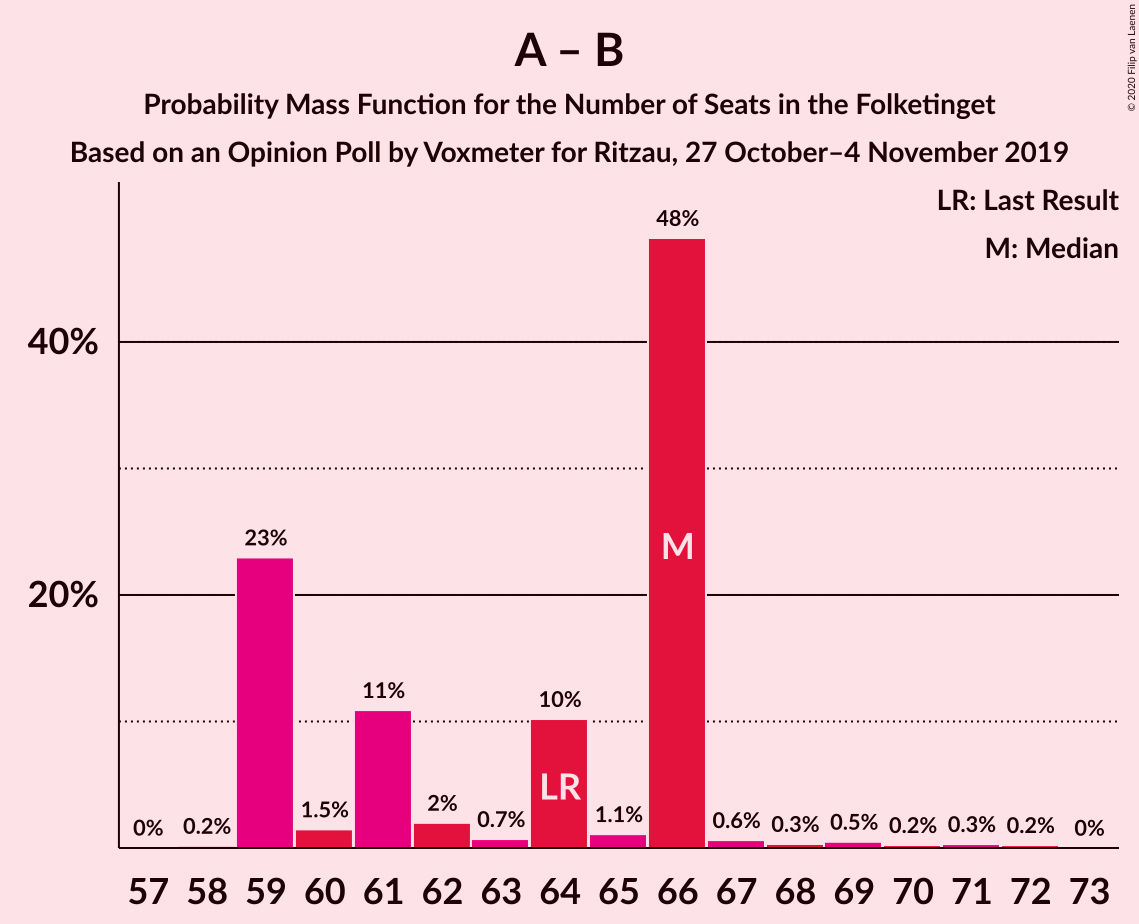 A – B
Probability Mass Function for the Number of Seats in the Folketinget
Based on an Opinion Poll by Voxmeter for Ritzau, 27 October–4 November 2019
© 2020 Filip van Laenen
LR: Last Result
M: Median
40%
20%
0%
0.2%
23%
1.5%
11%
2%
0.7%
10%
1.1%
48%
0.6%
0.3%
0.5%
0.2%
0.3%
0.2%
0%
LR
M
57 58 59 60 61 62 63 64 65 66 67 68 69 70 71 72 73